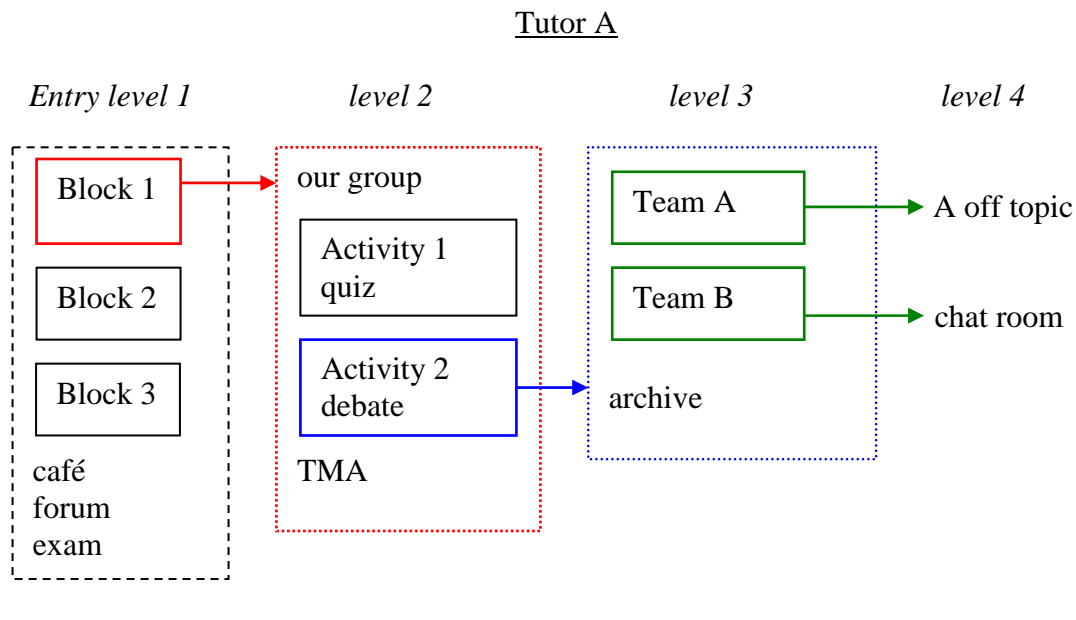 Tutor A
Entry level 1
level 2
level 3
level 4
Block 1
Block 2
Block 3
café
forum
exam
our group
Activity 1
quiz
Activity 2
debate
TMA
Team A
Team B
archive
A off topic
chat room